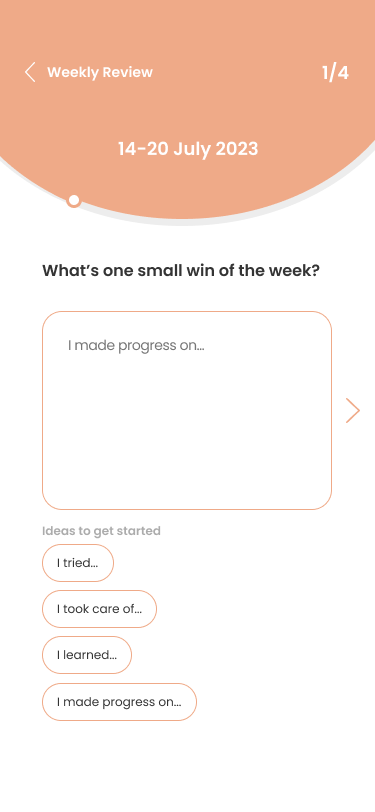 Weekly Review
1/4
14-20 July 2023
What’s one small win of the week?
I made progress on...
Ideas to get started
I tried...
I took care of...
I learned...
I made progress on...